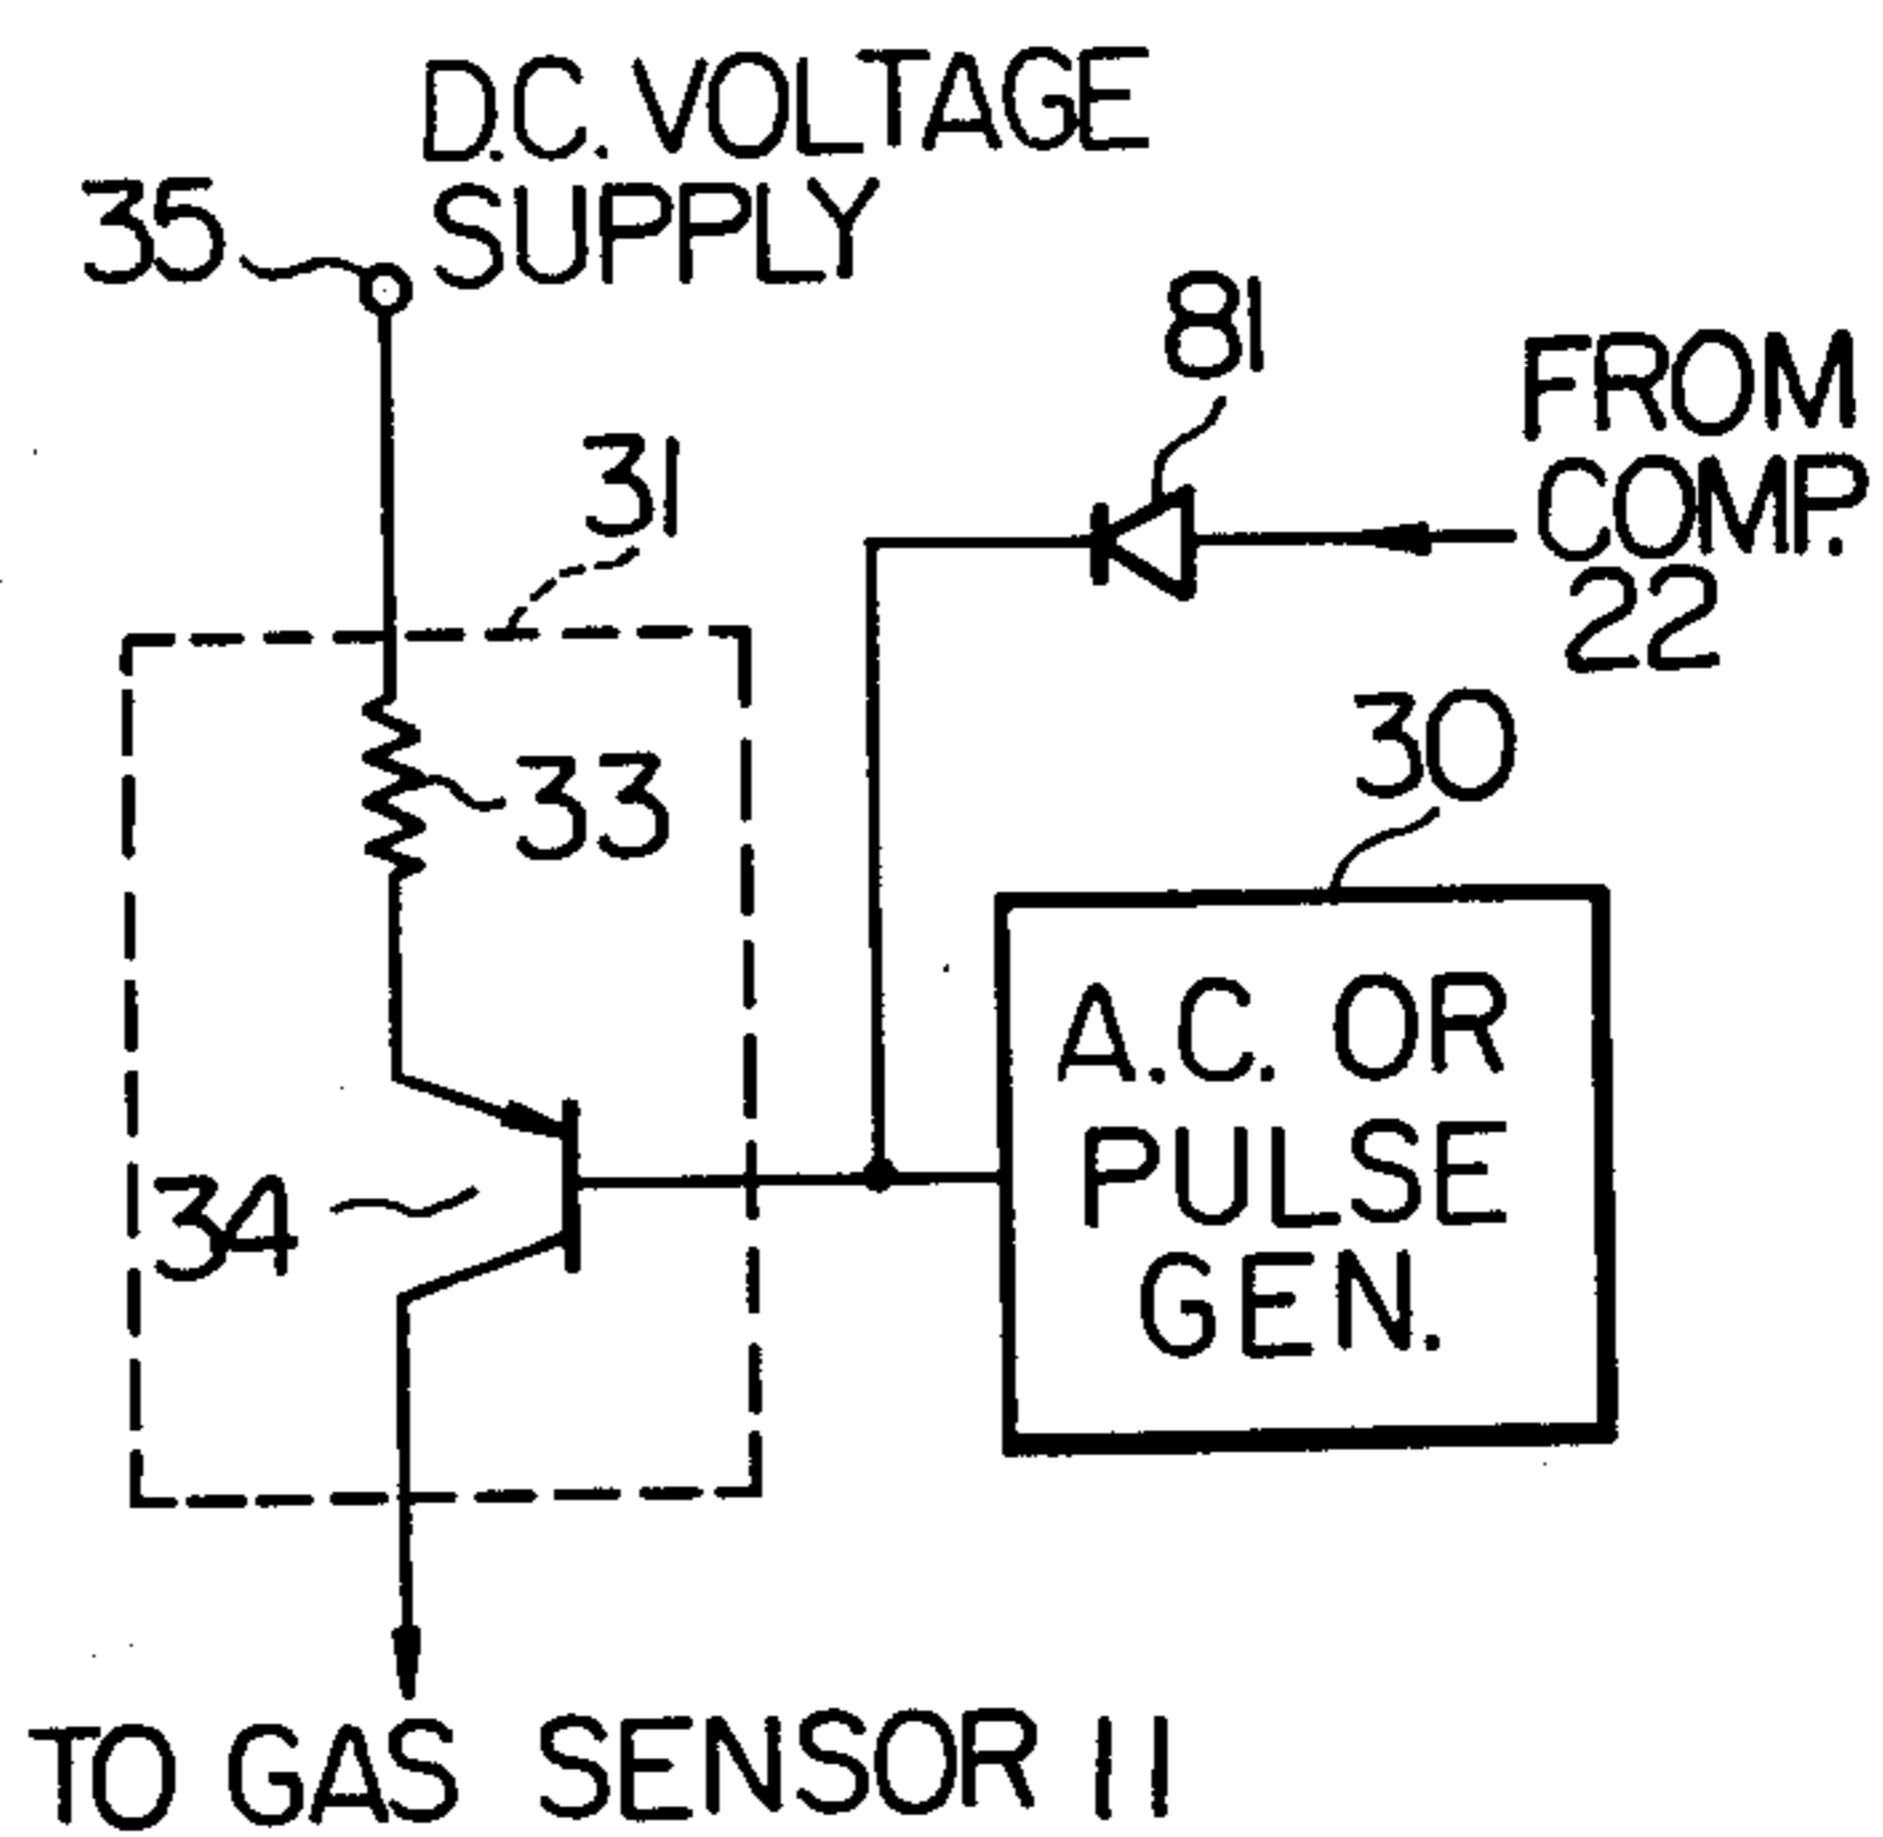 D.C. VOLTAGE
SUPPLY
35
81
FROM
COMP.
22
31
30
33
A.C. OR
PULSE
GEN.
34
TO GAS SENSOR 11